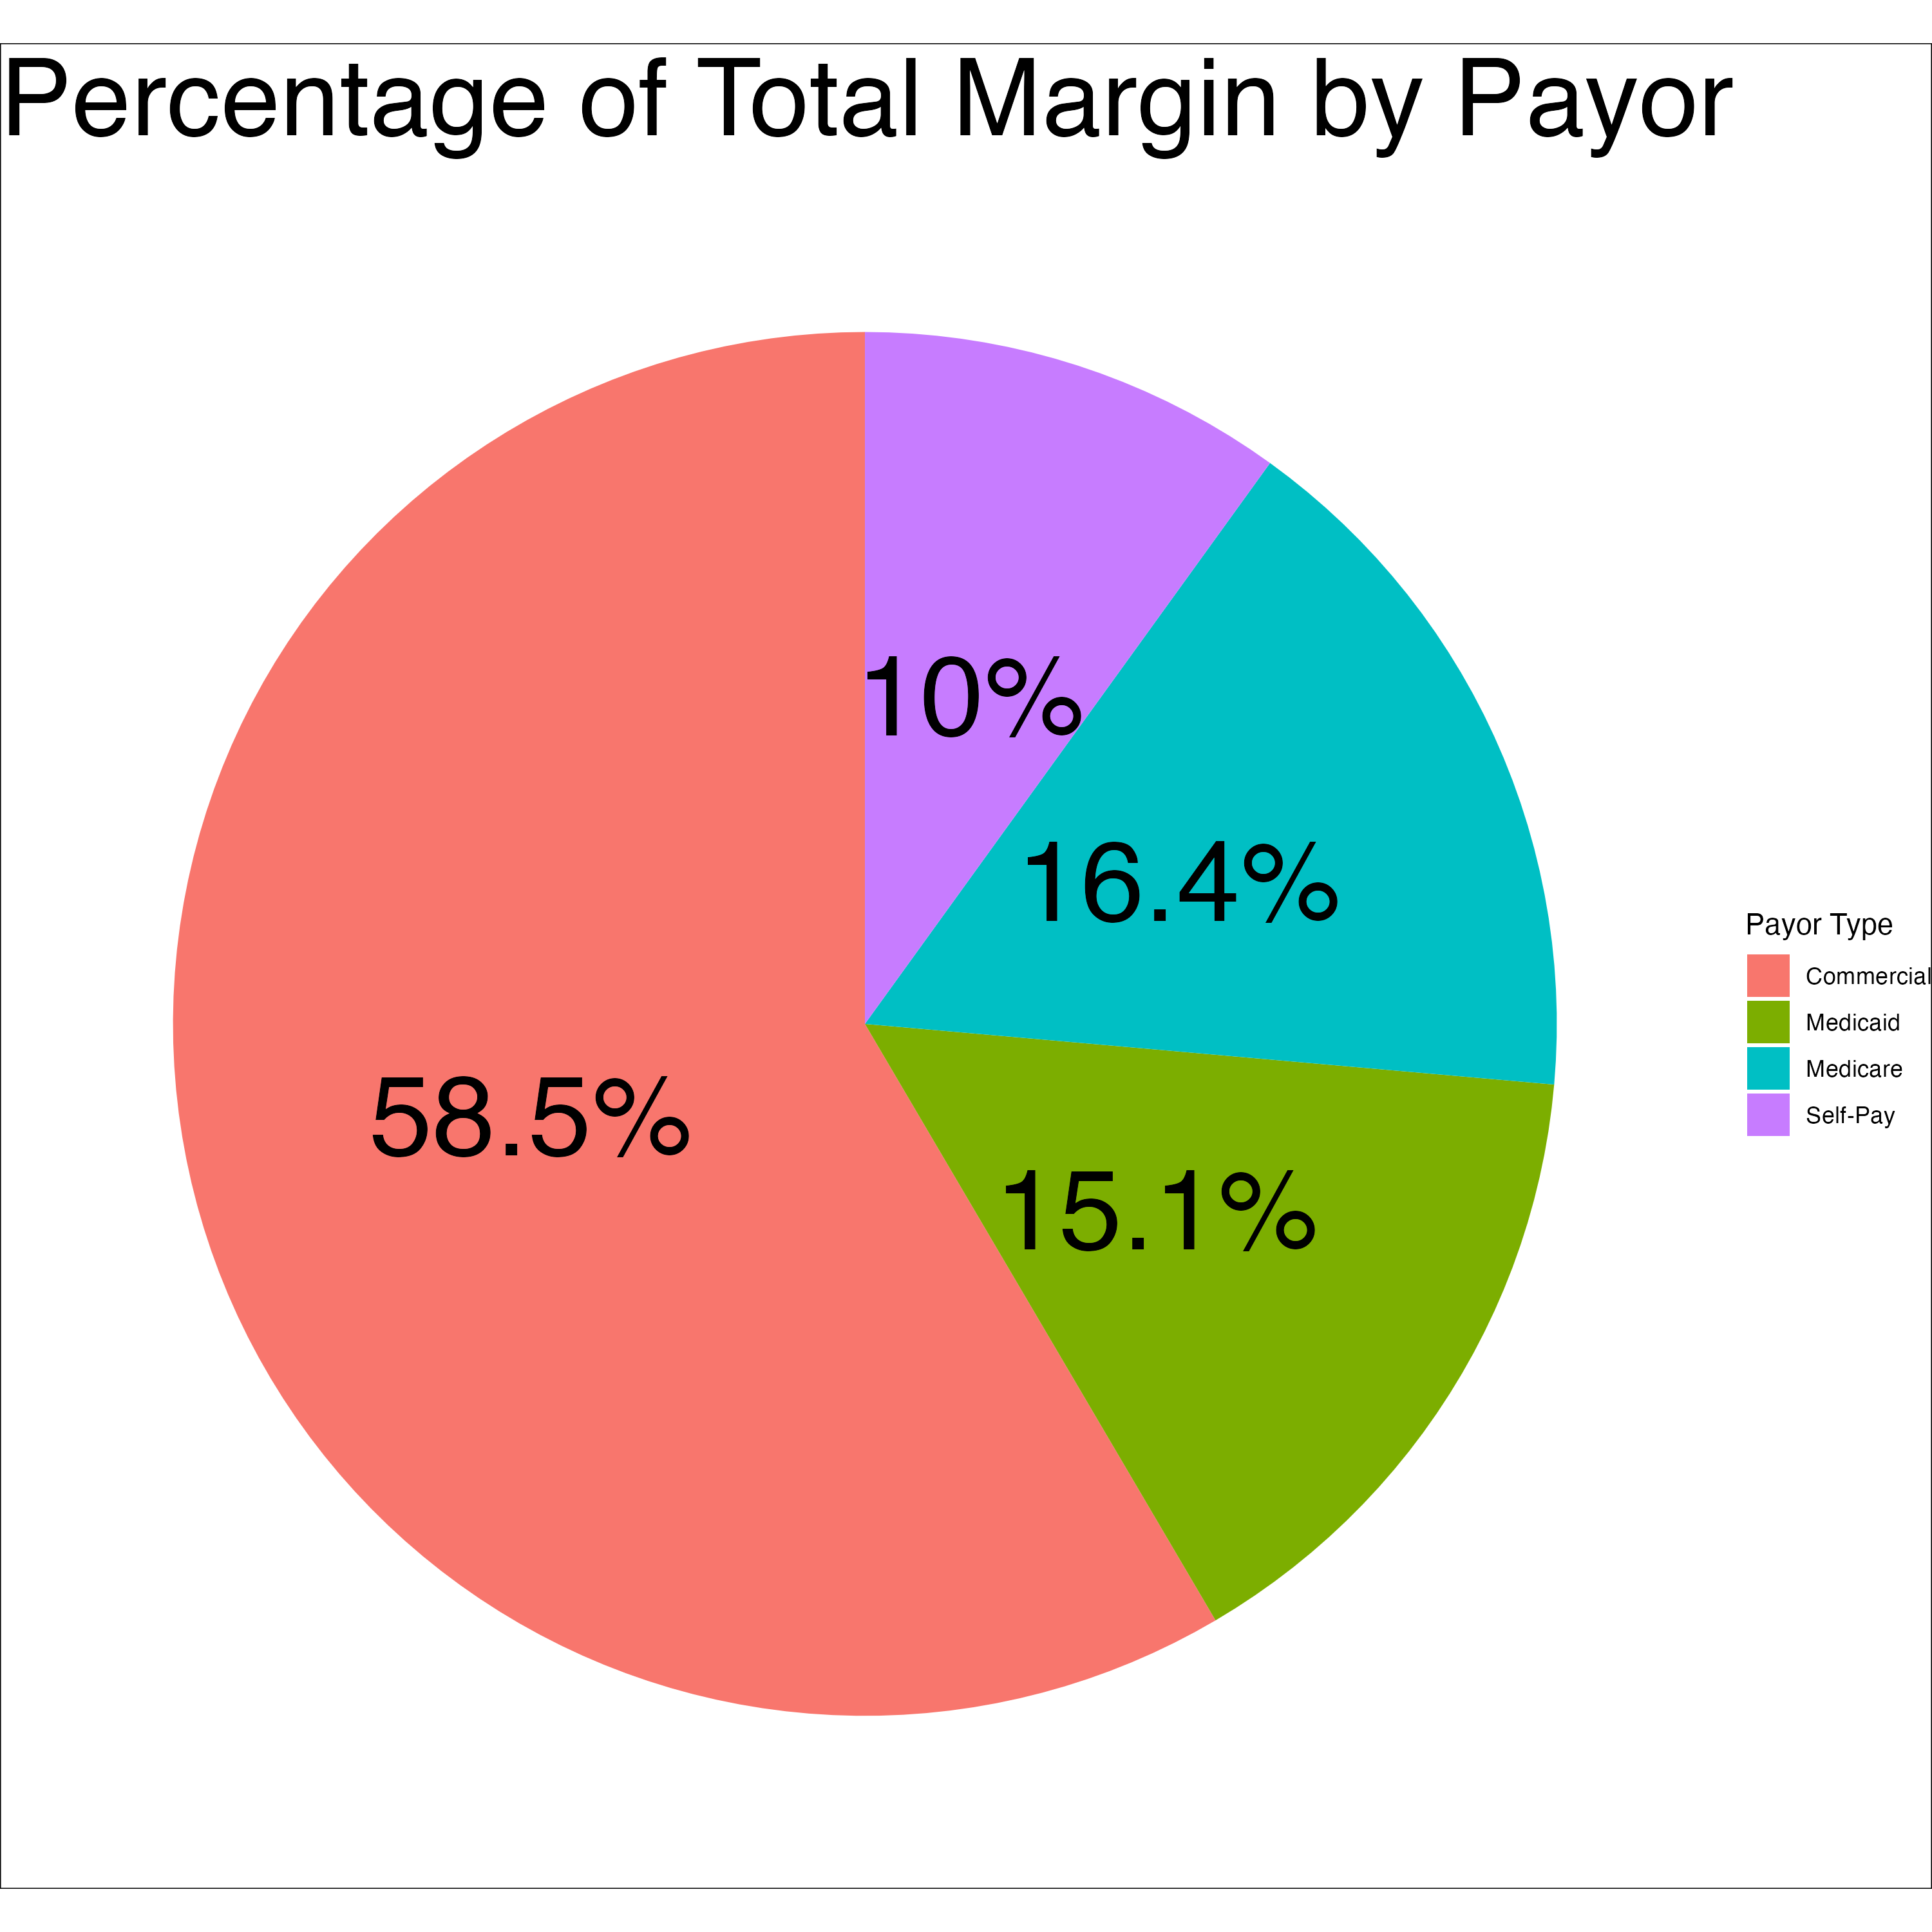 Percentage of Total Margin by Payor
10%
16.4%
58.5%
15.1%
Payor Type
Commercial
Medicaid
Medicare
Self-Pay